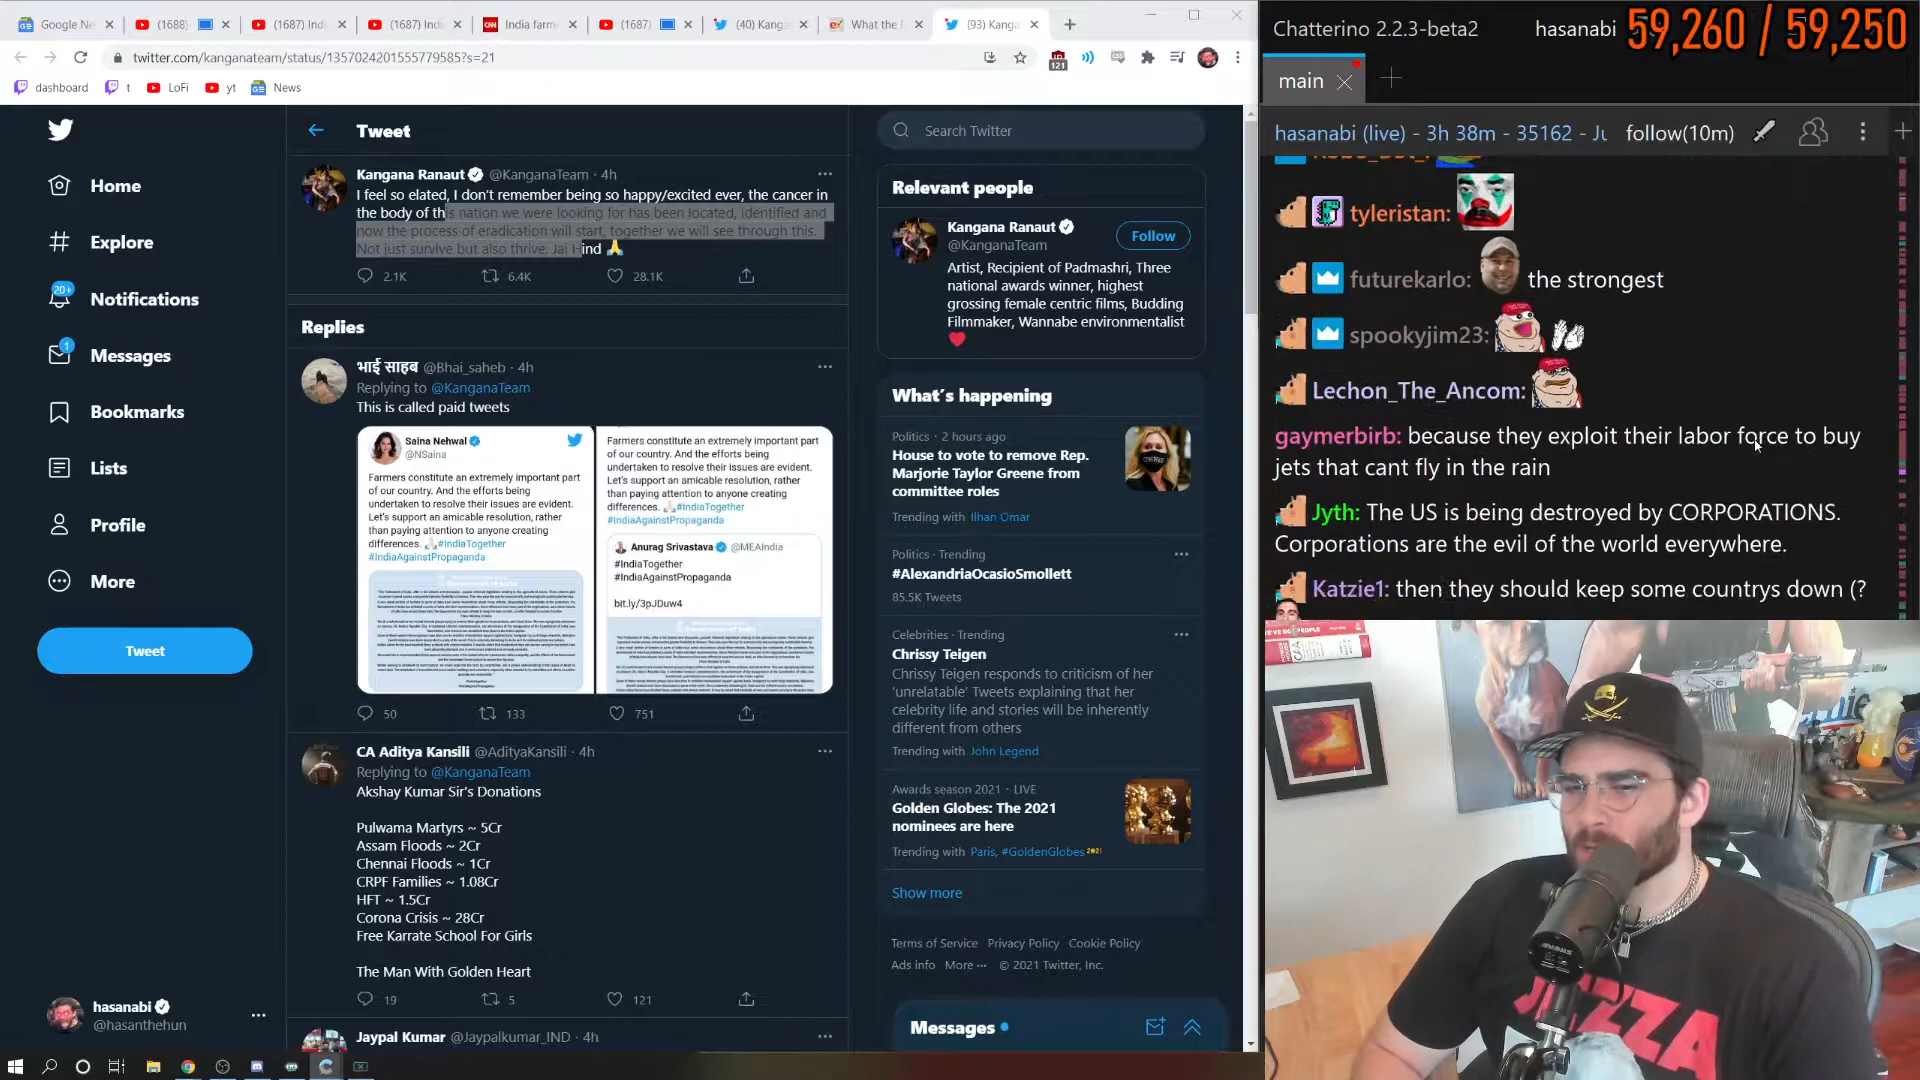 Google Ne
(1688)
(1687) Indi
(1687) Indi
India farm
(1687)
(40) Kanga
What the F
(93) Kanga
twitter.com/kanganateam/status/1357024201555779585?s=21
121
dashboard
t
LoFi
yt
News
Home
Explore
20+
Notifications
1
Messages
Bookmarks
Lists
Profile
More
Tweet
hasanabi
@hasanthehun
Tweet
Kangana Ranaut @KanganaTeam · 4h
I feel so elated, I don't remember being so happy/excited ever, the cancer in
the body of this nation we were looking for has been located, identified and
now the process of eradication will start, together we will see through this.
Not just survive but also thrive. Jai Hind 🙏
2.1K 6.4K 28.1K
Replies
भाई साहब @Bhai_saheb · 4h
Replying to @KanganaTeam
This is called paid tweets
Saina Nehwal
@NSaina
Farmers constitute an extremely important part
of our country. And the efforts being
undertaken to resolve their issues are evident.
Let's support an amicable resolution, rather
than paying attention to anyone creating
differences. 🙏🏻#IndiaTogether
#IndiaAgainstPropaganda
Farmers constitute an extremely important part
of our country. And the efforts being
undertaken to resolve their issues are evident.
Let's support an amicable resolution, rather
than paying attention to anyone creating
differences. 🙏🏻#IndiaTogether
#IndiaAgainstPropaganda
Anurag Srivastava @MEAIndia
#IndiaTogether
#IndiaAgainstPropaganda
bit.ly/3pJDuw4
50 133 751
CA Aditya Kansili @AdityaKansili · 4h
Replying to @KanganaTeam
Akshay Kumar Sir's Donations
Pulwama Martyrs ~ 5Cr
Assam Floods ~ 2Cr
Chennai Floods ~ 1Cr
CRPF Families ~ 1.08Cr
HFT ~ 1.5Cr
Corona Crisis ~ 28Cr
Free Karrate School For Girls
The Man With Golden Heart
19 5 121
Jaypal Kumar @Jaypalkumar_IND · 4h
Search Twitter
Relevant people
Kangana Ranaut
@KanganaTeam
Follow
Artist, Recipient of Padmashri, Three
national awards winner, highest
grossing female centric films, Budding
Filmmaker, Wannabe environmentalist
❤️
What's happening
Politics · 2 hours ago
House to vote to remove Rep.
Marjorie Taylor Greene from
committee roles
Trending with Ilhan Omar
Politics · Trending
#AlexandriaOcasioSmollett
85.5K Tweets
Celebrities · Trending
Chrissy Teigen
Chrissy Teigen responds to criticism of her
'unrelatable' Tweets explaining that her
celebrity life and stories will be inherently
different from others
Trending with John Legend
Awards season 2021 · LIVE
Golden Globes: The 2021
nominees are here
Trending with Paris, #GoldenGlobes
Show more
Terms of Service Privacy Policy Cookie Policy
Ads info More ··· © 2021 Twitter, Inc.
Messages
Chatterino 2.2.3-beta2
hasanabi
59,260 / 59,250
main
hasanabi (live) - 3h 38m - 35162 - Ju
follow(10m)
tyleristan:
futurekarlo: the strongest
spookyjim23:
Lechon_The_Ancom:
gaymerbirb: because they exploit their labor force to buy
jets that cant fly in the rain
Jyth: The US is being destroyed by CORPORATIONS.
Corporations are the evil of the world everywhere.
Katzie1: then they should keep some countrys down (?